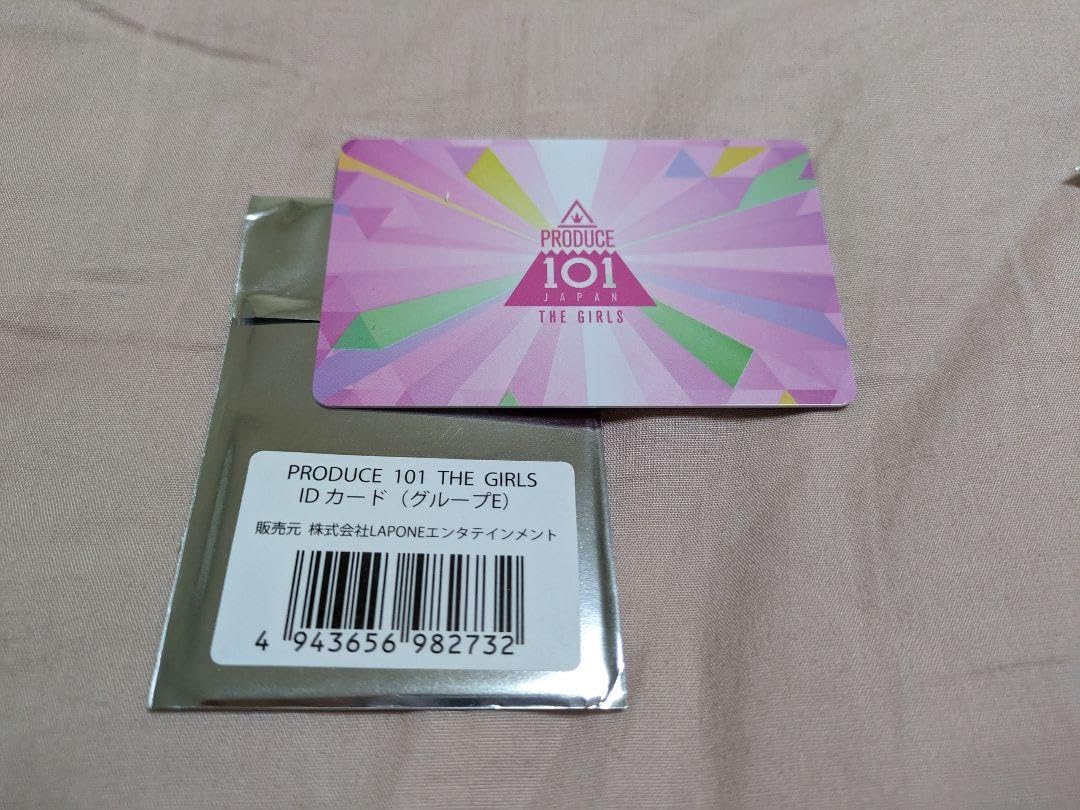 PRODUCE
101
JAPAN
THE GIRLS
PRODUCE 101 THE GIRLS
ID カード（グループE）
販売元 株式会社LAPONEエンタテインメント
4 943656 982732